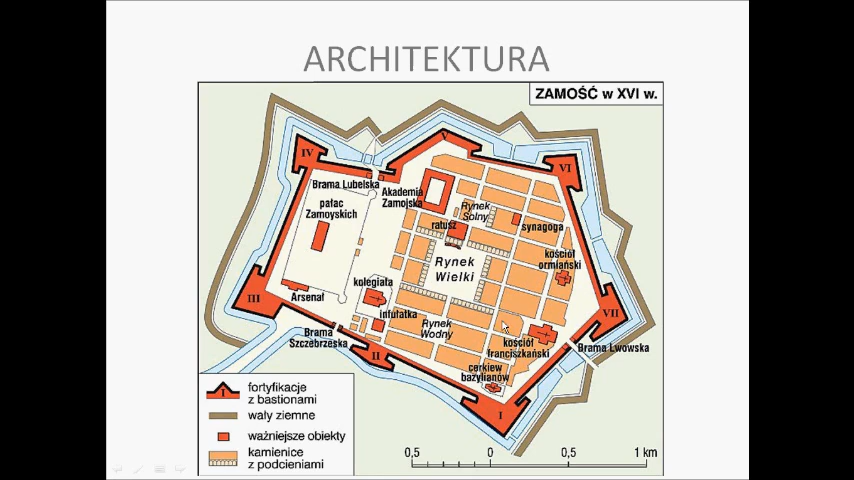 ARCHITEKTURA
ZAMOŚĆ w XVI w.
IV
V
VI
Brama Lubelska
Akademia
Zamojska
pałac
Zamoyskich
Rynek
Solny
ratusz
synagoga
kościół
ormiański
Rynek
Wielki
kolegiata
III
Arsenał
infułatka
Rynek
Wodny
VII
Brama
Szczebrzeska
II
kościół
franciszkański
Brama Lwowska
cerkiew
bazylianów
I
I
fortyfikacje
z bastionami
wały ziemne
ważniejsze obiekty
kamienice
z podcieniami
0,5 0 0,5 1 km